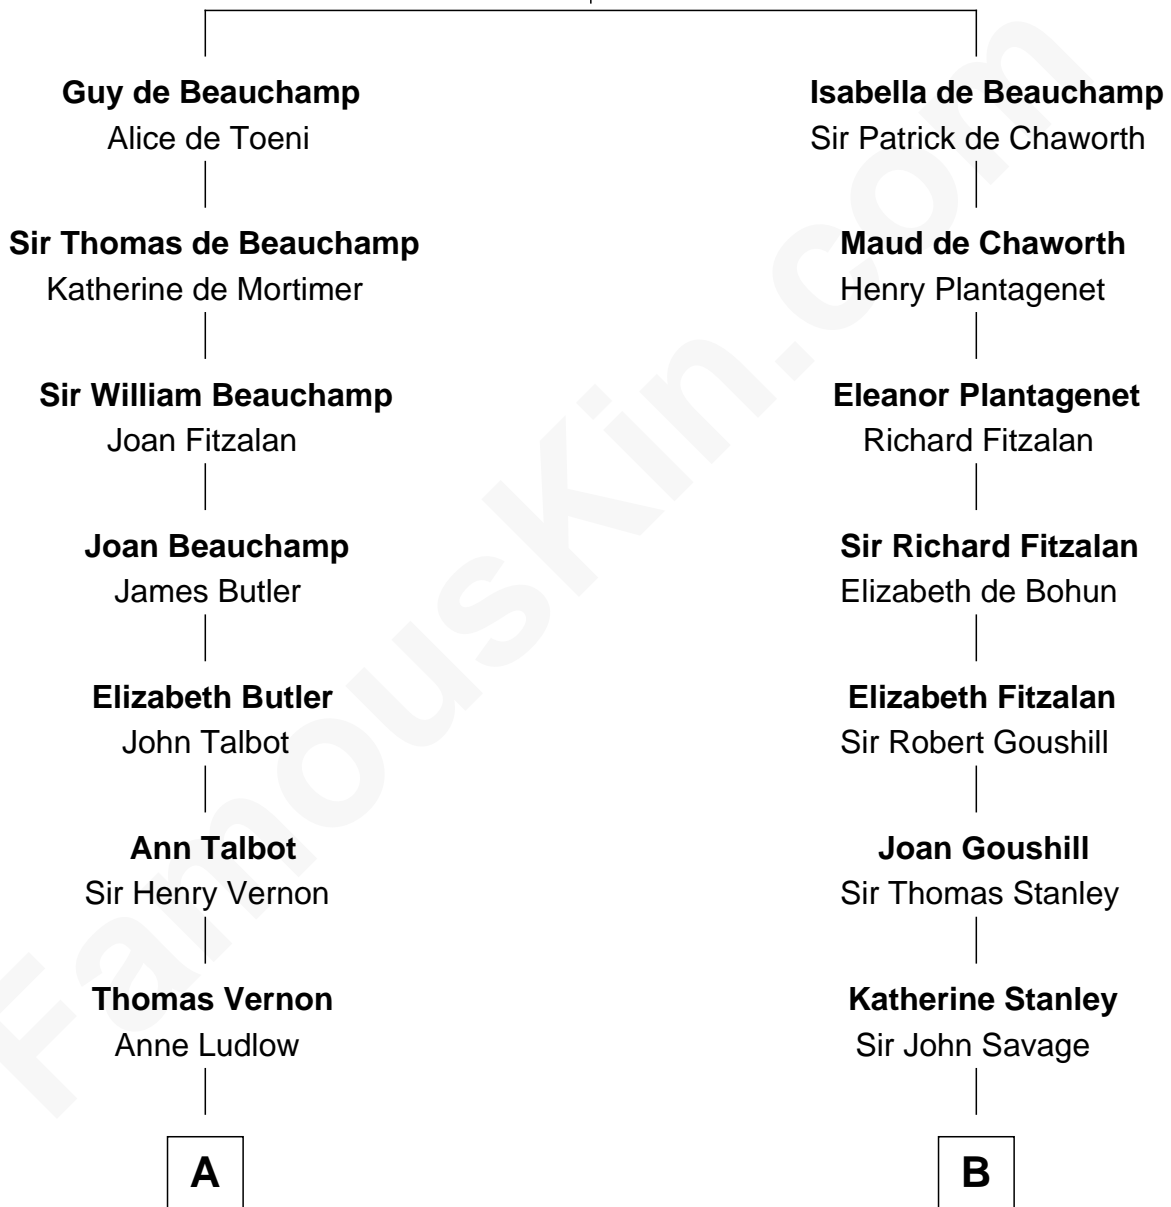 Guy de Beauchamp
Alice de Toeni
Sir Thomas de Beauchamp
Katherine de Mortimer
Sir William Beauchamp
Joan Fitzalan
Joan Beauchamp
James Butler
Elizabeth Butler
John Talbot
Ann Talbot
Sir Henry Vernon
Thomas Vernon
Anne Ludlow
A
Isabella de Beauchamp
Sir Patrick de Chaworth
Maud de Chaworth
Henry Plantagenet
Eleanor Plantagenet
Richard Fitzalan
Sir Richard Fitzalan
Elizabeth de Bohun
Elizabeth Fitzalan
Sir Robert Goushill
Joan Goushill
Sir Thomas Stanley
Katherine Stanley
Sir John Savage
B
FamousKin.com